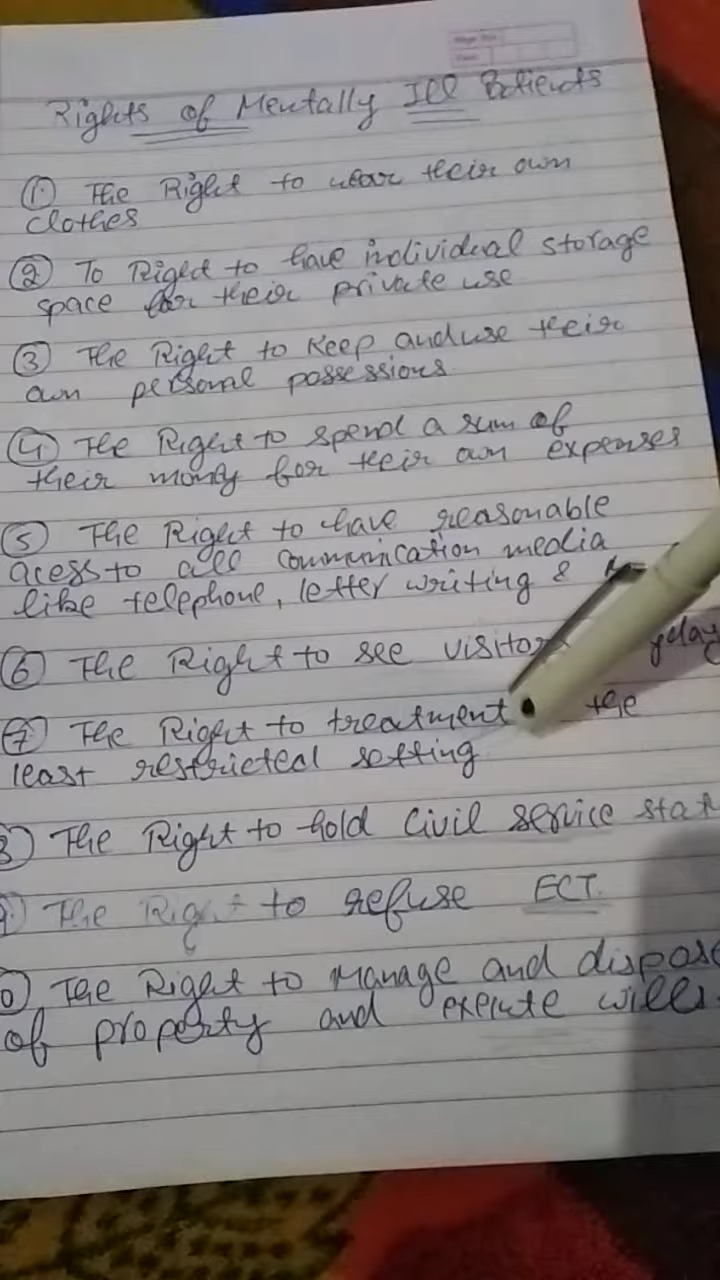 Rights of Mentally Ill Patients
① The Right to wear their own
clothes
② To Right to have individual storage
space for their private use
③ The Right to Keep and use their
own personal possessions
④ The Right to spend a sum of
their money for their own expenses
⑤ The Right to have reasonable
acess to all communication media
like telephone, letter writing &
⑥ The Right to see visitor yday
⑦ The Right to treatment the
least restricted setting
8) The Right to hold civil service stat
The Right to refuse ECT.
0) The Right to Manage and dispose
of property and execute wills.